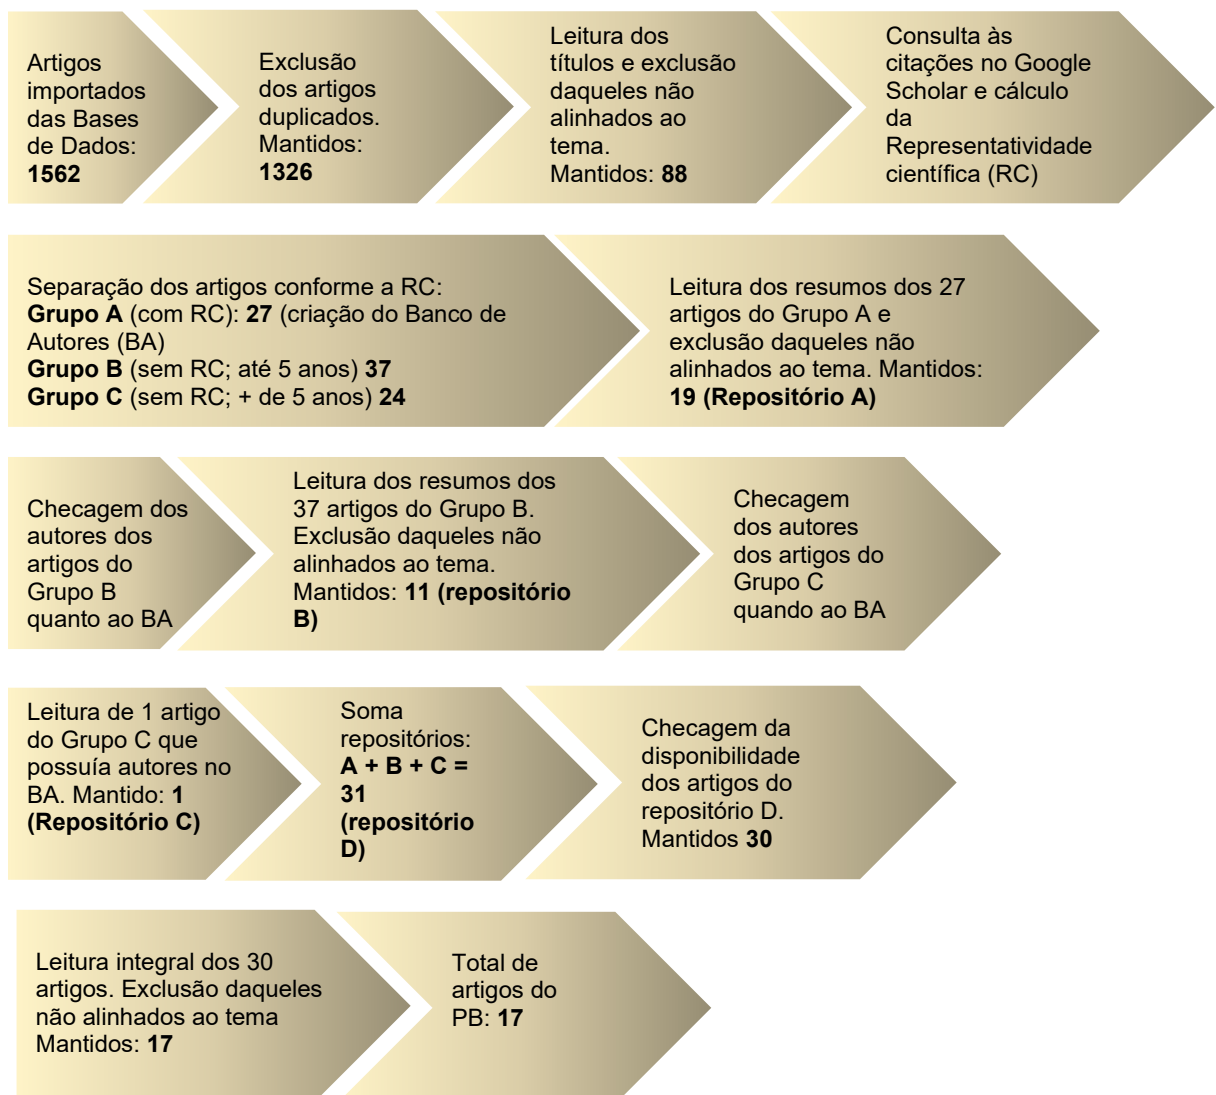 Artigos
importados
das Bases
de Dados:
1562
Exclusão
dos artigos
duplicados.
Mantidos:
1326
Leitura dos
títulos e exclusão
daqueles não
alinhados ao
tema.
Mantidos: 88
Consulta às
citações no Google
Scholar e cálculo
da
Representatividade
científica (RC)
Separação dos artigos conforme a RC:
Grupo A (com RC): 27 (criação do Banco de
Autores (BA)
Grupo B (sem RC; até 5 anos) 37
Grupo C (sem RC; + de 5 anos) 24
Leitura dos resumos dos 27
artigos do Grupo A e
exclusão daqueles não
alinhados ao tema. Mantidos:
19 (Repositório A)
Checagem dos
autores dos
artigos do
Grupo B
quanto ao BA
Leitura dos resumos dos
37 artigos do Grupo B.
Exclusão daqueles não
alinhados ao tema.
Mantidos: 11 (repositório
B)
Checagem
dos autores
dos artigos do
Grupo C
quando ao BA
Leitura de 1 artigo
do Grupo C que
possuía autores no
BA. Mantido: 1
(Repositório C)
Soma
repositórios:
A + B + C =
31
(repositório
D)
Checagem da
disponibilidade
dos artigos do
repositório D.
Mantidos 30
Leitura integral dos 30
artigos. Exclusão daqueles
não alinhados ao tema
Mantidos: 17
Total de
artigos do
PB: 17